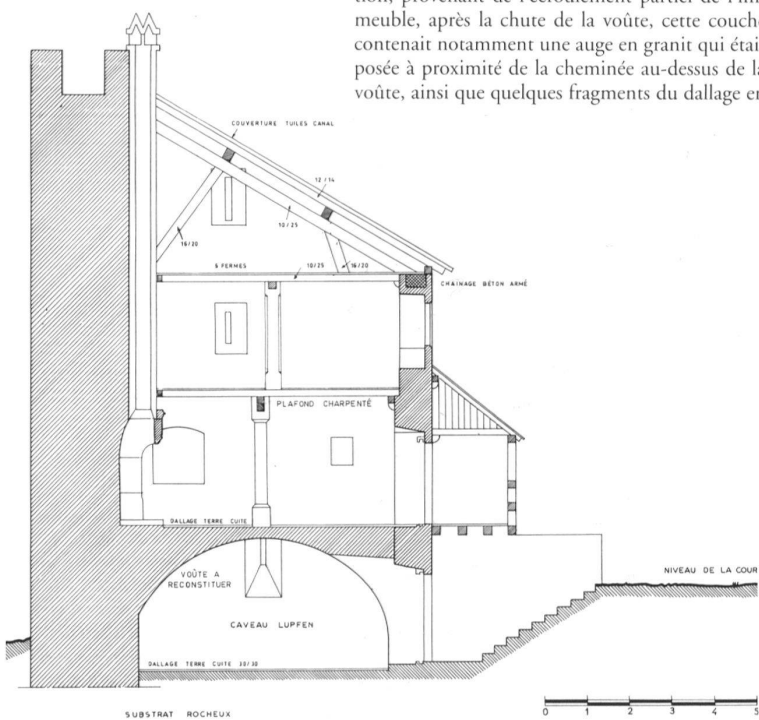 tion, provenant de l'écroulement partiel de l'im-
meuble, après la chute de la voûte, cette couche
contenait notamment une auge en granit qui était
posée à proximité de la cheminée au-dessus de la
voûte, ainsi que quelques fragments du dallage en
COUVERTURE TUILES CANAL
12/14
10/25
16/20
6 FERMES
10/25
16/20
CHAINAGE BÉTON ARMÉ
PLAFOND CHARPENTÉ
DALLAGE TERRE CUITE
VOÛTE A
RECONSTITUER
NIVEAU DE LA COUR
CAVEAU LUPFEN
DALLAGE TERRE CUITE 30/30
SUBSTRAT ROCHEUX
0 1 2 3 4 5